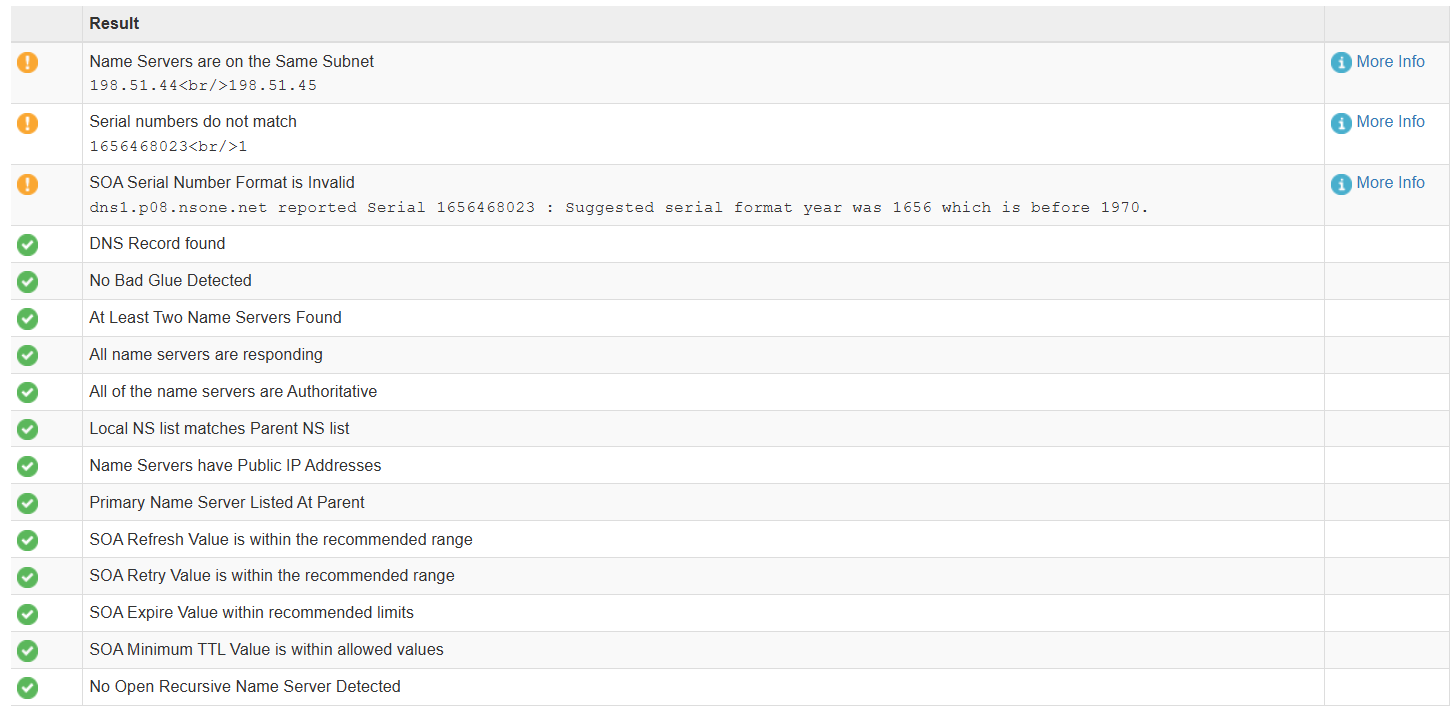 Result
Name Servers are on the Same Subnet
198.51.44<br/>198.51.45
More Info
Serial numbers do not match
1656468023<br/>1
More Info
SOA Serial Number Format is Invalid
dns1.p08.nsone.net reported Serial 1656468023 : Suggested serial format year was 1656 which is before 1970.
More Info
DNS Record found
No Bad Glue Detected
At Least Two Name Servers Found
All name servers are responding
All of the name servers are Authoritative
Local NS list matches Parent NS list
Name Servers have Public IP Addresses
Primary Name Server Listed At Parent
SOA Refresh Value is within the recommended range
SOA Retry Value is within the recommended range
SOA Expire Value within recommended limits
SOA Minimum TTL Value is within allowed values
No Open Recursive Name Server Detected